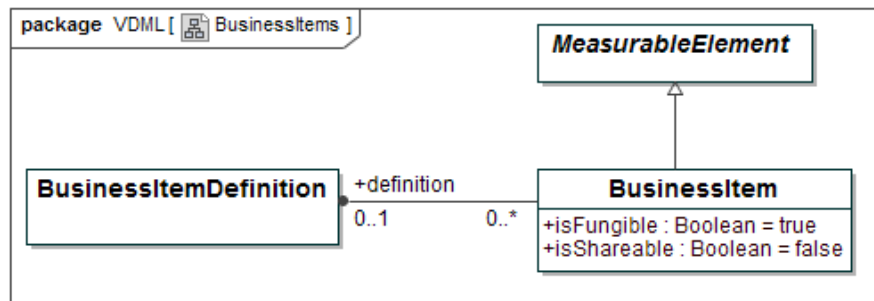 package VDML [ BusinessItems ]
MeasurableElement
BusinessItemDefinition
+definition
0..1
0..*
BusinessItem
+isFungible : Boolean = true
+isShareable : Boolean = false